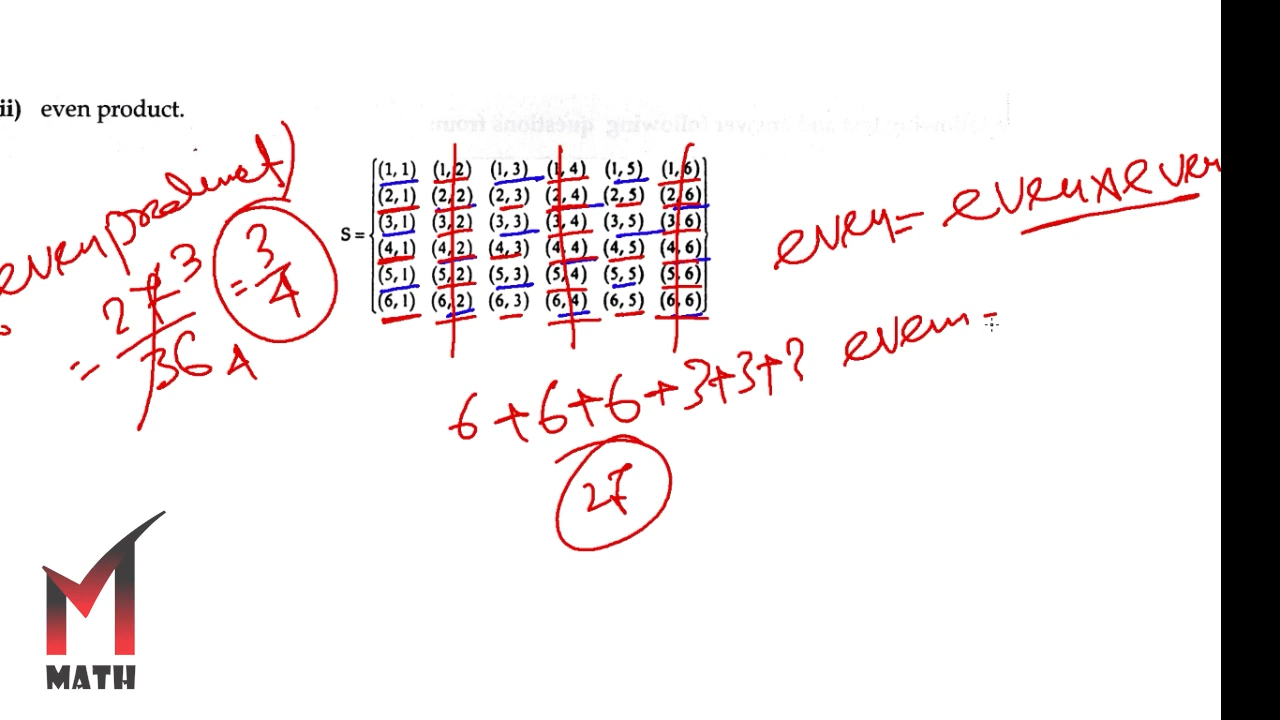 ii) even product.
even product)
= 27 3
36 4
= 3
4
S =
(1, 1) (1, 2) (1, 3) (1, 4) (1, 5) (1, 6)
(2, 1) (2, 2) (2, 3) (2, 4) (2, 5) (2, 6)
(3, 1) (3, 2) (3, 3) (3, 4) (3, 5) (3, 6)
(4, 1) (4, 2) (4, 3) (4, 4) (4, 5) (4, 6)
(5, 1) (5, 2) (5, 3) (5, 4) (5, 5) (5, 6)
(6, 1) (6, 2) (6, 3) (6, 4) (6, 5) (6, 6)
even = even × even
even =
6 + 6 + 6 + 3 + 3 + 3
27
MATH